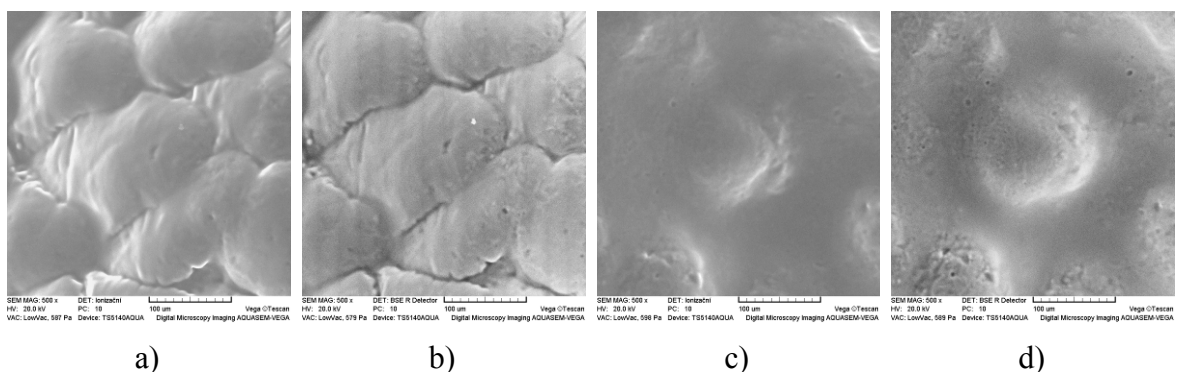 SEM MAG: 500 x DET: Ionizační
HV: 20.0 kV PC: 10 100 um Vega ©Tescan
VAC: LowVac, 587 Pa Device: TS5140AQUA Digital Microscopy Imaging AQUASEM-VEGA
a)
SEM MAG: 500 x DET: BSE R Detector
HV: 20.0 kV PC: 10 100 um Vega ©Tescan
VAC: LowVac, 579 Pa Device: TS5140AQUA Digital Microscopy Imaging AQUASEM-VEGA
b)
SEM MAG: 500 x DET: Ionizační
HV: 20.0 kV PC: 10 100 um Vega ©Tescan
VAC: LowVac, 598 Pa Device: TS5140AQUA Digital Microscopy Imaging AQUASEM-VEGA
c)
SEM MAG: 500 x DET: BSE R Detector
HV: 20.0 kV PC: 10 100 um Vega ©Tescan
VAC: LowVac, 589 Pa Device: TS5140AQUA Digital Microscopy Imaging AQUASEM-VEGA
d)